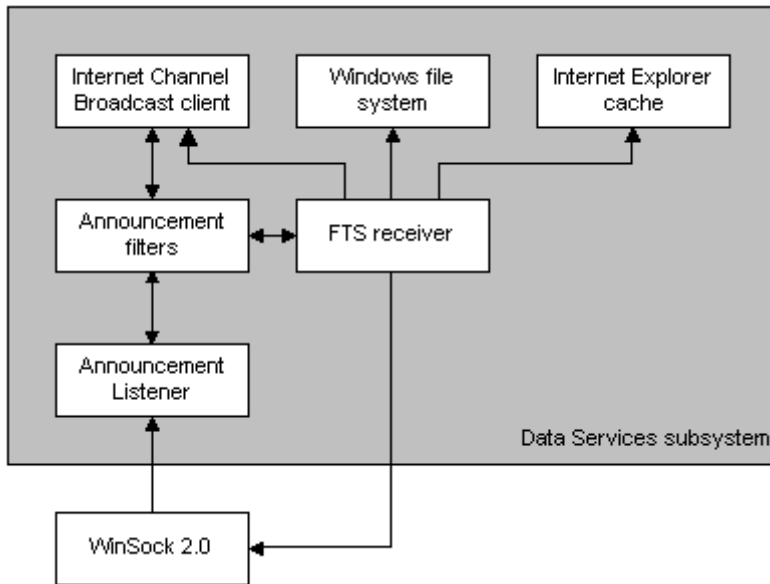 Internet Channel
Broadcast client
Windows file
system
Internet Explorer
cache
Announcement
filters
FTS receiver
Announcement
Listener
Data Services subsystem
WinSock 2.0